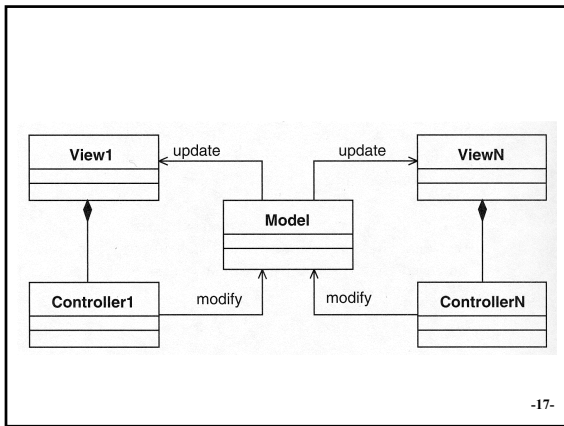 View1
update
update
ViewN
Model
Controller1
modify
modify
ControllerN
-17-